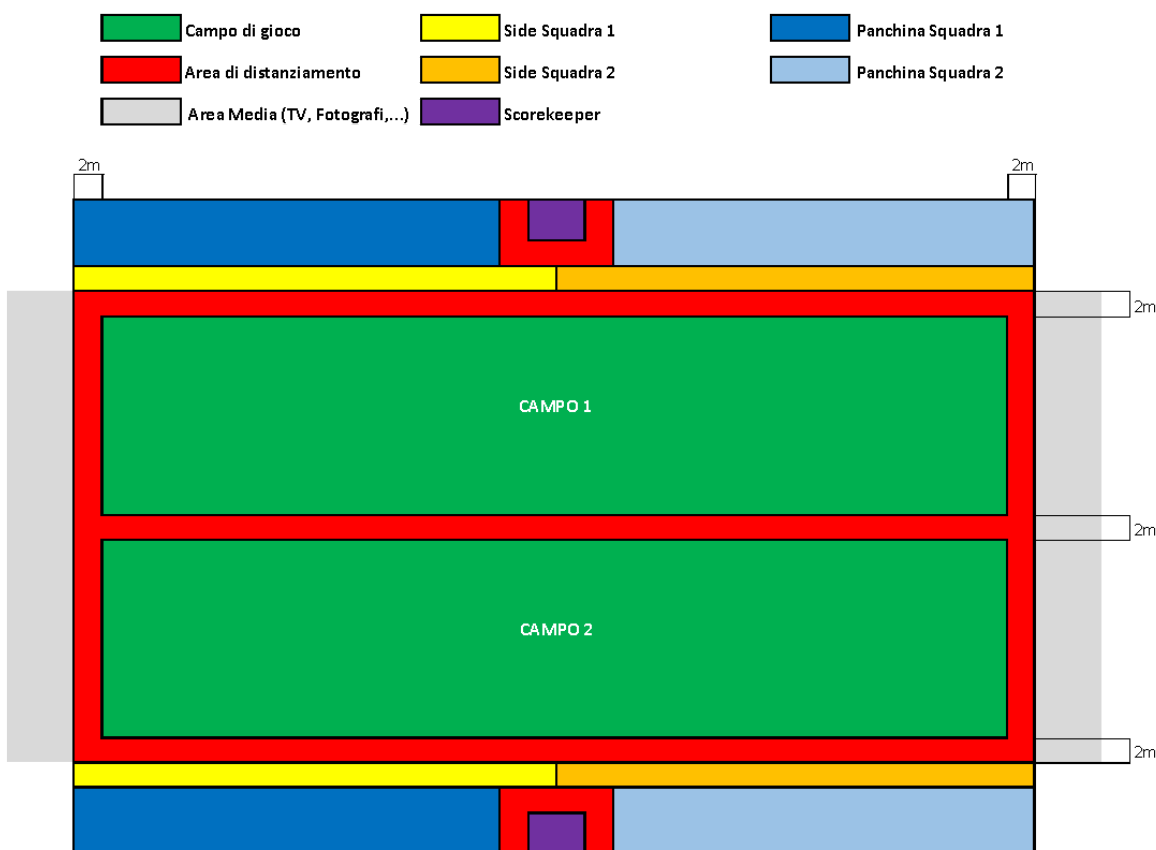 Campo di gioco
Side Squadra 1
Panchina Squadra 1
Area di distanziamento
Side Squadra 2
Panchina Squadra 2
Area Media (TV, Fotografi,...)
Scorekeeper
2m
2m
2m
CAMPO 1
2m
CAMPO 2
2m